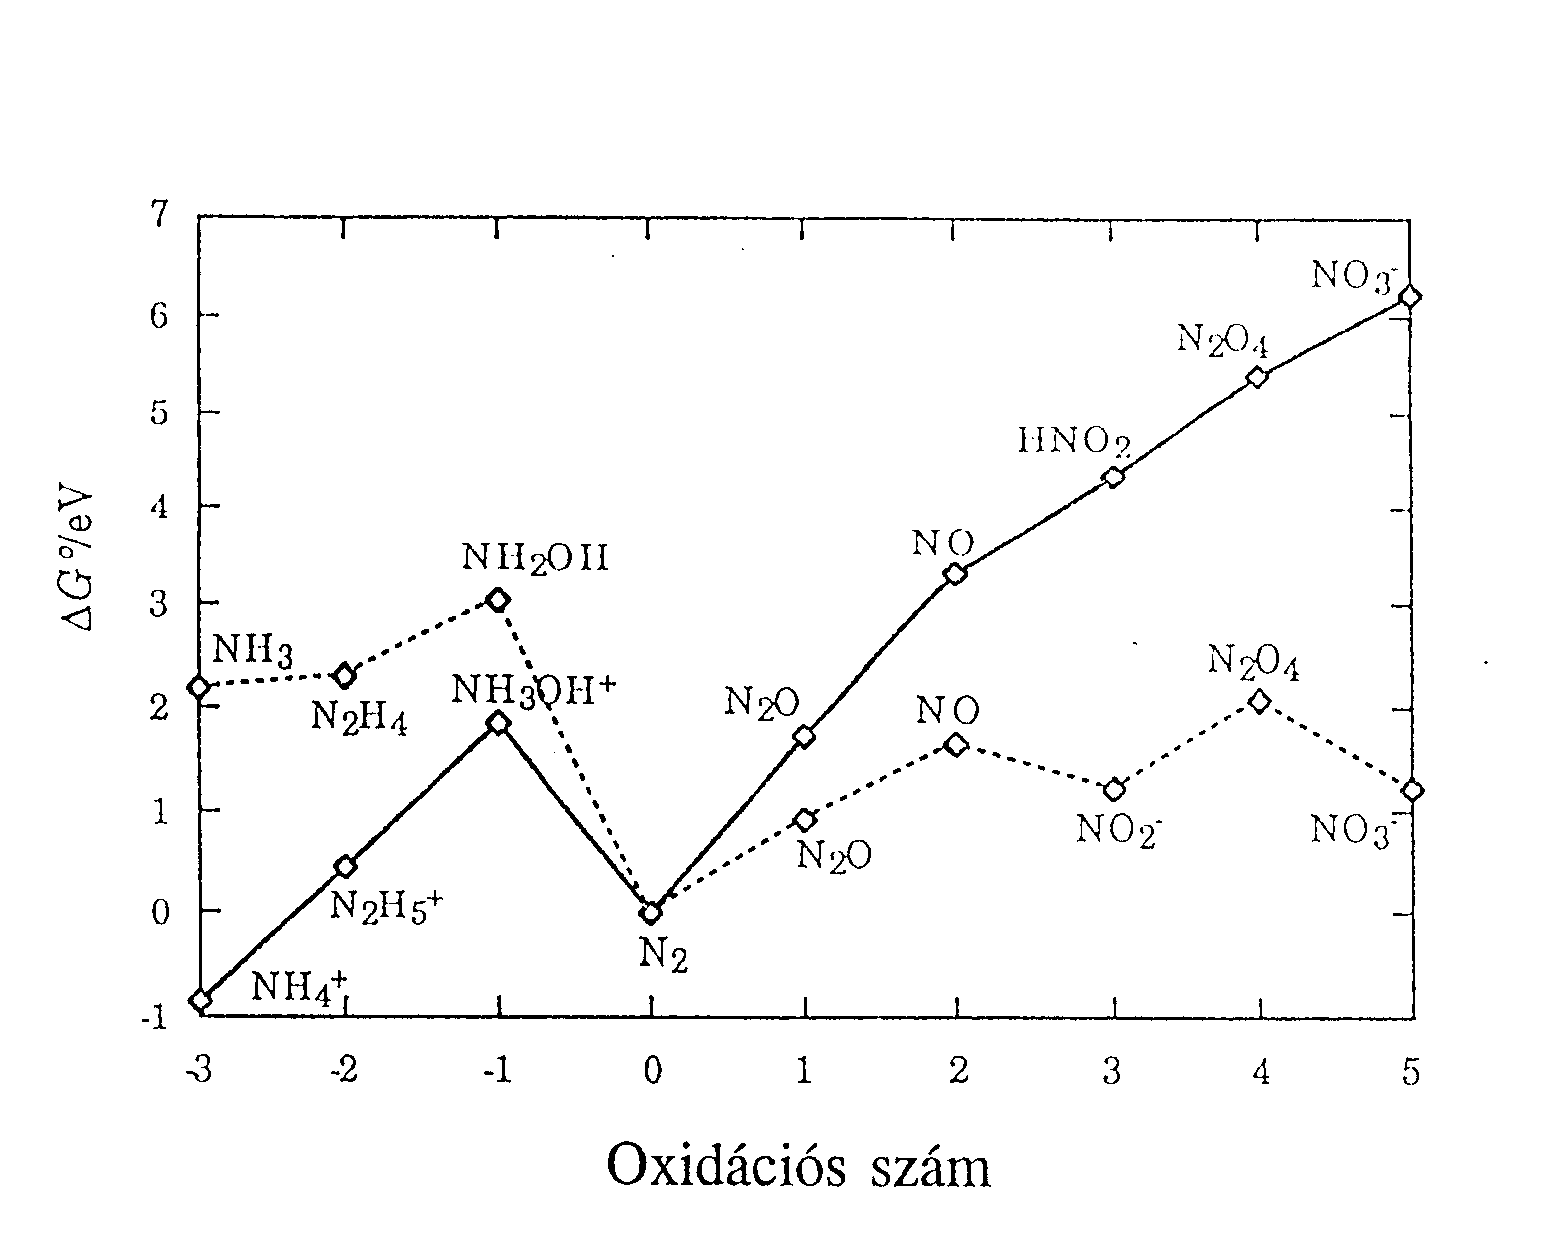 7
6
5
4
3
2
1
0
-1
ΔG°/eV
NO₃⁻
N₂O₄
HNO₂
NO
NH₂OH
NH₃
N₂H₄
NH₃OH⁺
N₂O
NO
N₂O₄
N₂O
NO₂⁻
NO₃⁻
N₂H₅⁺
N₂
NH₄⁺
-3 -2 -1 0 1 2 3 4 5
Oxidációs szám